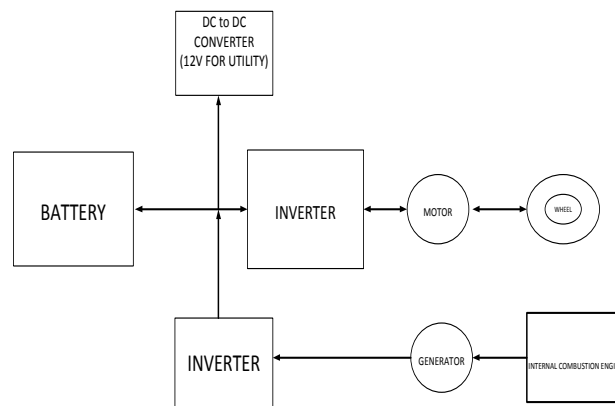 DC to DC
CONVERTER
(12V FOR UTILITY)
BATTERY
INVERTER
MOTOR
WHEEL
INVERTER
GENERATOR
INTERNAL COMBUSTION ENGI